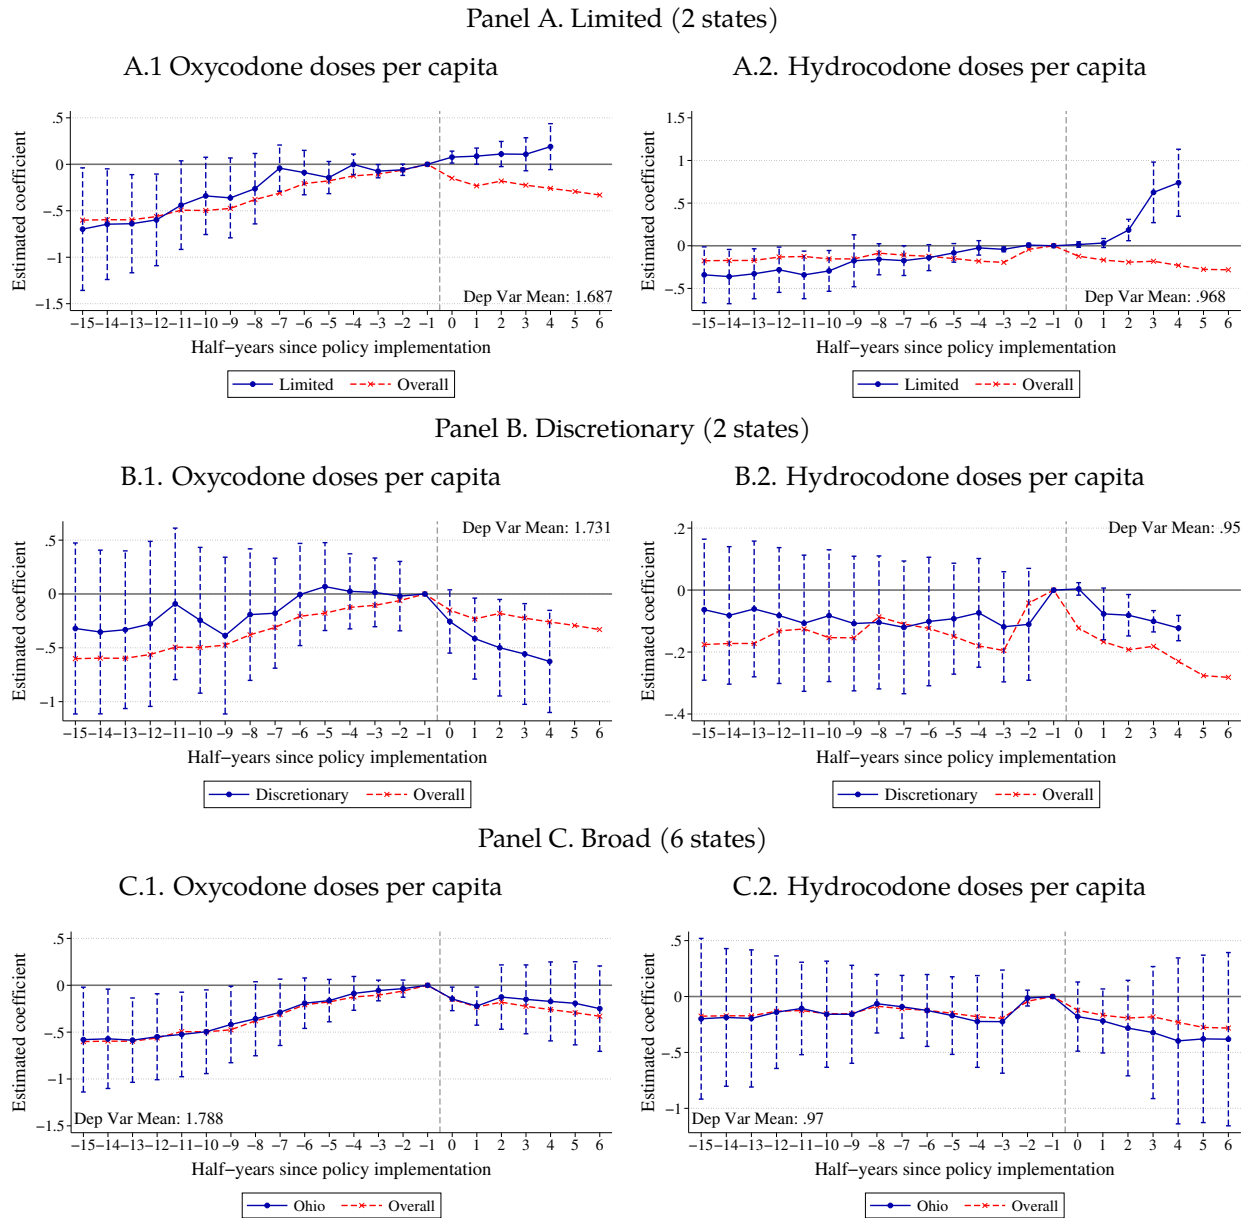 Panel A. Limited (2 states)
A.1 Oxycodone doses per capita
A.2. Hydrocodone doses per capita
Estimated coefficient
.5
0
−.5
−1
−1.5
Dep Var Mean: 1.687
−15 −14 −13 −12 −11 −10 −9 −8 −7 −6 −5 −4 −3 −2 −1 0 1 2 3 4 5 6
Half−years since policy implementation
Limited Overall
Estimated coefficient
1.5
1
.5
0
−.5
Dep Var Mean: .968
−15 −14 −13 −12 −11 −10 −9 −8 −7 −6 −5 −4 −3 −2 −1 0 1 2 3 4 5 6
Half−years since policy implementation
Limited Overall
Panel B. Discretionary (2 states)
B.1. Oxycodone doses per capita
B.2. Hydrocodone doses per capita
Estimated coefficient
Dep Var Mean: 1.731
.5
0
−.5
−1
−15 −14 −13 −12 −11 −10 −9 −8 −7 −6 −5 −4 −3 −2 −1 0 1 2 3 4 5 6
Half−years since policy implementation
Discretionary Overall
Estimated coefficient
Dep Var Mean: .95
.2
0
−.2
−.4
−15 −14 −13 −12 −11 −10 −9 −8 −7 −6 −5 −4 −3 −2 −1 0 1 2 3 4 5 6
Half−years since policy implementation
Discretionary Overall
Panel C. Broad (6 states)
C.1. Oxycodone doses per capita
C.2. Hydrocodone doses per capita
Estimated coefficient
.5
0
−.5
−1
−1.5
Dep Var Mean: 1.788
−15 −14 −13 −12 −11 −10 −9 −8 −7 −6 −5 −4 −3 −2 −1 0 1 2 3 4 5 6
Half−years since policy implementation
Ohio Overall
Estimated coefficient
.5
0
−.5
−1
Dep Var Mean: .97
−15 −14 −13 −12 −11 −10 −9 −8 −7 −6 −5 −4 −3 −2 −1 0 1 2 3 4 5 6
Half−years since policy implementation
Ohio Overall